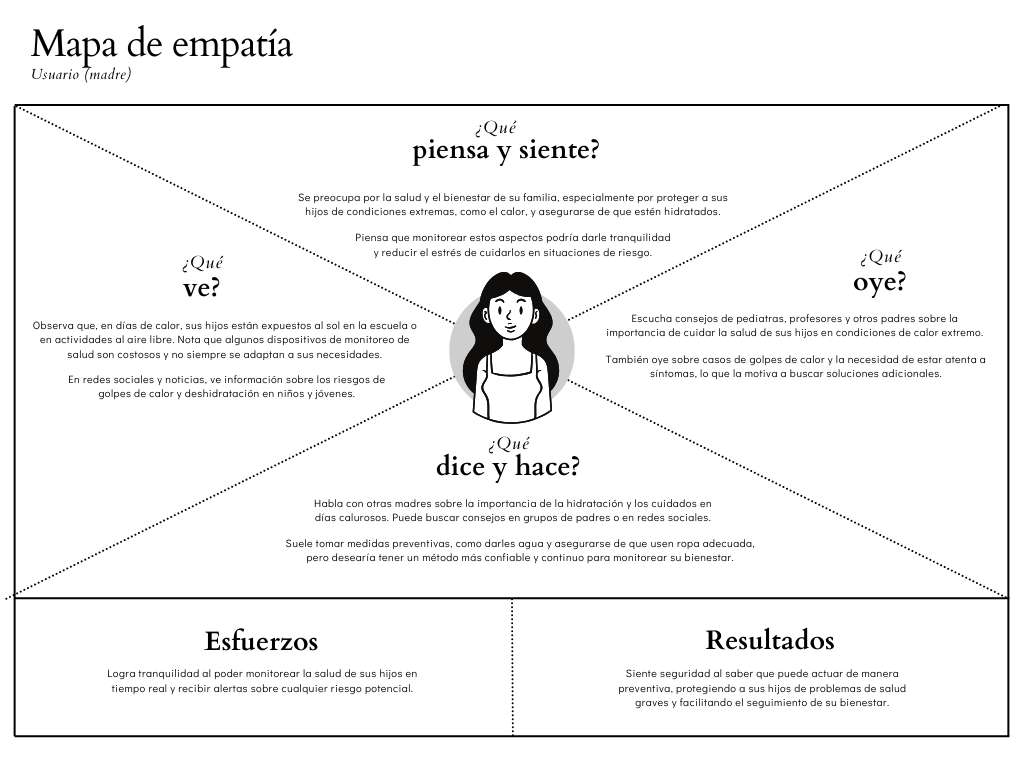 Mapa de empatía
Usuario (madre)
¿Qué
piensa y siente?
Se preocupa por la salud y el bienestar de su familia, especialmente por proteger a sus
hijos de condiciones extremas, como el calor, y asegurarse de que estén hidratados.
Piensa que monitorear estos aspectos podría darle tranquilidad
y reducir el estrés de cuidarlos en situaciones de riesgo.
¿Qué
ve?
Observa que, en días de calor, sus hijos están expuestos al sol en la escuela o
en actividades al aire libre. Nota que algunos dispositivos de monitoreo de
salud son costosos y no siempre se adaptan a sus necesidades.
En redes sociales y noticias, ve información sobre los riesgos de
golpes de calor y deshidratación en niños y jóvenes.
¿Qué
oye?
Escucha consejos de pediatras, profesores y otros padres sobre la
importancia de cuidar la salud de sus hijos en condiciones de calor extremo.
También oye sobre casos de golpes de calor y la necesidad de estar atenta a
síntomas, lo que la motiva a buscar soluciones adicionales.
¿Qué
dice y hace?
Habla con otras madres sobre la importancia de la hidratación y los cuidados en
días calurosos. Puede buscar consejos en grupos de padres o en redes sociales.
Suele tomar medidas preventivas, como darles agua y asegurarse de que usen ropa adecuada,
pero desearía tener un método más confiable y continuo para monitorear su bienestar.
Esfuerzos
Logra tranquilidad al poder monitorear la salud de sus hijos en
tiempo real y recibir alertas sobre cualquier riesgo potencial.
Resultados
Siente seguridad al saber que puede actuar de manera
preventiva, protegiendo a sus hijos de problemas de salud
graves y facilitando el seguimiento de su bienestar.